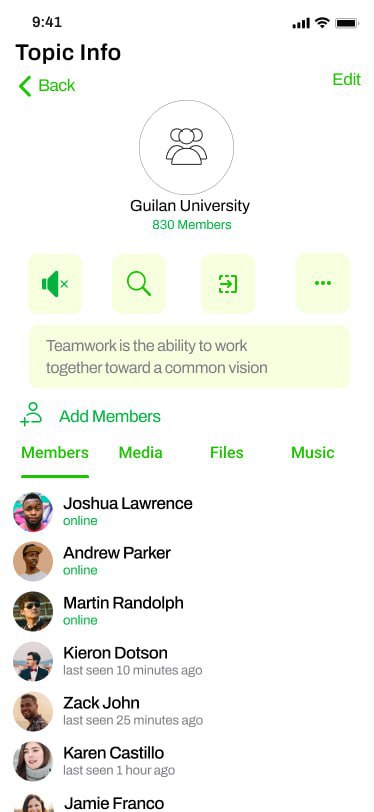 9:41
Topic Info
Back
Edit
Guilan University
830 Members
Teamwork is the ability to work
together toward a common vision
Add Members
Members Media Files Music
Joshua Lawrence
online
Andrew Parker
online
Martin Randolph
online
Kieron Dotson
last seen 10 minutes ago
Zack John
last seen 25 minutes ago
Karen Castillo
last seen 1 hour ago
Jamie Franco